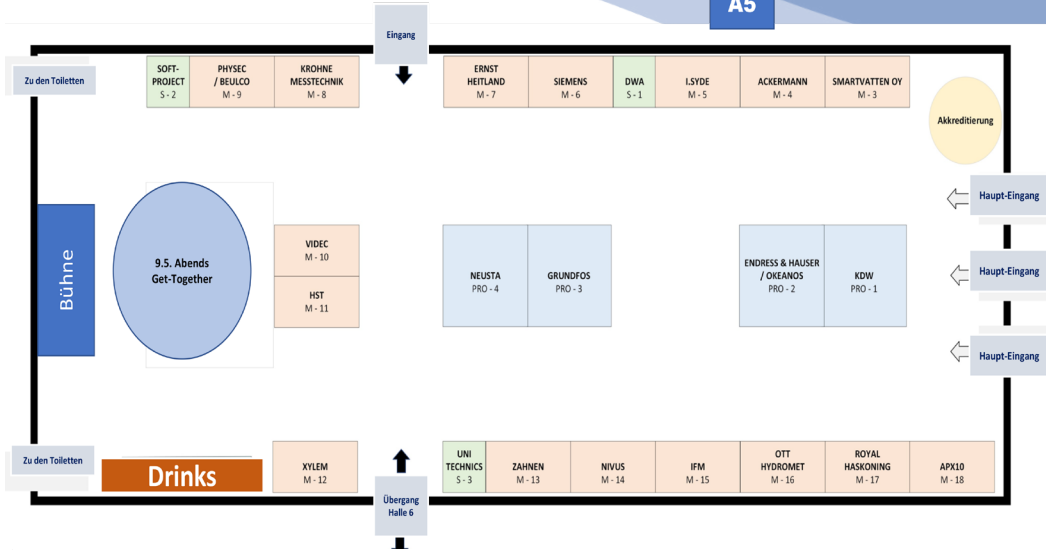 A5
Eingang
Zu den Toiletten
SOFT-
PROJECT
S - 2
PHYSEC
/ BEULCO
M - 9
KROHNE
MESSTECHNIK
M - 8
ERNST
HEITLAND
M - 7
SIEMENS
M - 6
DWA
S - 1
I.SYDE
M - 5
ACKERMANN
M - 4
SMARTVATTEN OY
M - 3
Akkreditierung
Haupt-Eingang
Haupt-Eingang
Haupt-Eingang
Bühne
9.5. Abends
Get-Together
VIDEC
M - 10
HST
M - 11
NEUSTA
PRO - 4
GRUNDFOS
PRO - 3
ENDRESS & HAUSER
/ OKEANOS
PRO - 2
KDW
PRO - 1
Zu den Toiletten
Drinks
XYLEM
M - 12
Übergang
Halle 6
UNI
TECHNICS
S - 3
ZAHNEN
M - 13
NIVUS
M - 14
IFM
M - 15
OTT
HYDROMET
M - 16
ROYAL
HASKONING
M - 17
APX10
M - 18